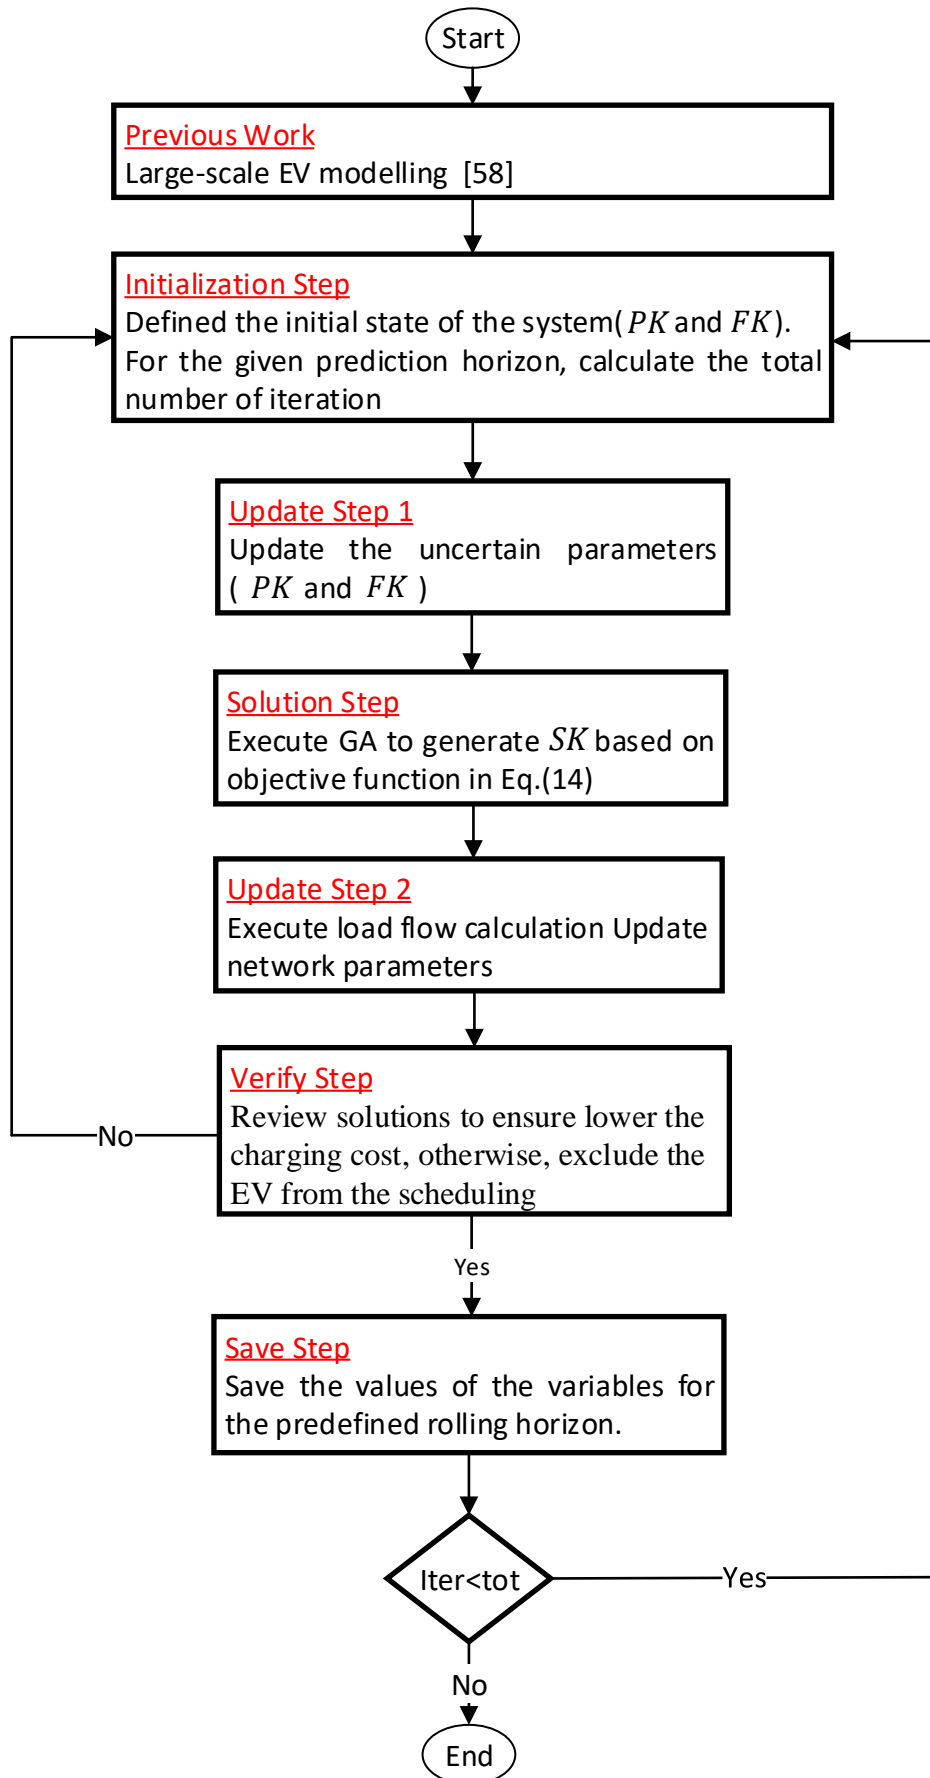 Start
Previous Work
Large-scale EV modelling [58]
Initialization Step
Defined the initial state of the system( PK and FK ).
For the given prediction horizon, calculate the total
number of iteration
Update Step 1
Update the uncertain parameters
( PK and FK )
Solution Step
Execute GA to generate SK based on
objective function in Eq.(14)
Update Step 2
Execute load flow calculation Update
network parameters
Verify Step
Review solutions to ensure lower the
charging cost, otherwise, exclude the
EV from the scheduling
No
Yes
Save Step
Save the values of the variables for
the predefined rolling horizon.
Iter<tot
Yes
No
End